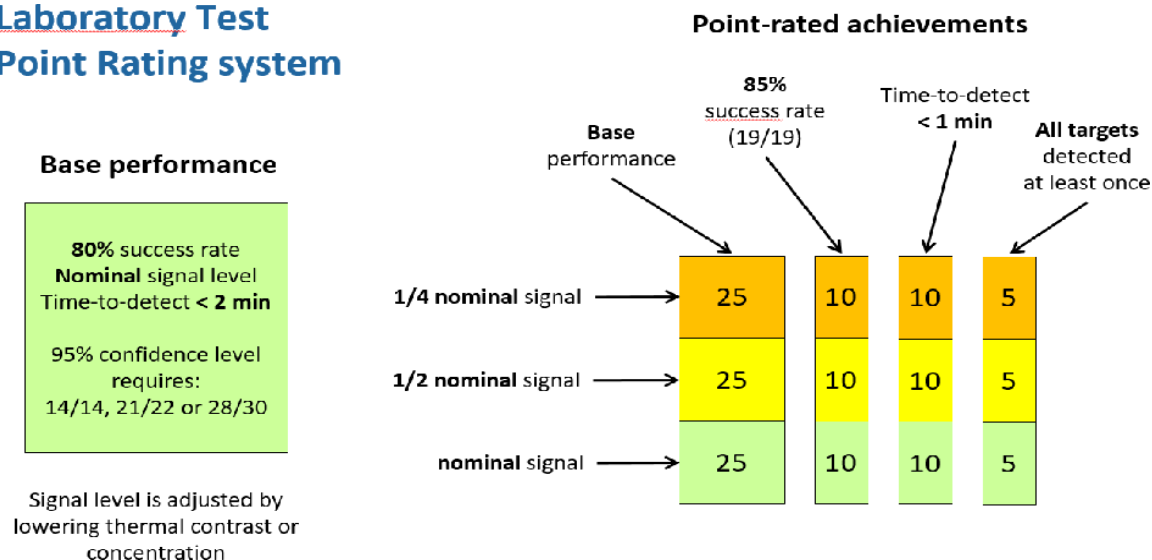 Laboratory Test
Point Rating system
Base performance
80% success rate
Nominal signal level
Time-to-detect < 2 min
95% confidence level
requires:
14/14, 21/22 or 28/30
Signal level is adjusted by
lowering thermal contrast or
concentration
Point-rated achievements
Base
performance
85%
success rate
(19/19)
Time-to-detect
< 1 min
All targets
detected
at least once
1/4 nominal signal 25 10 10 5
1/2 nominal signal 25 10 10 5
nominal signal 25 10 10 5